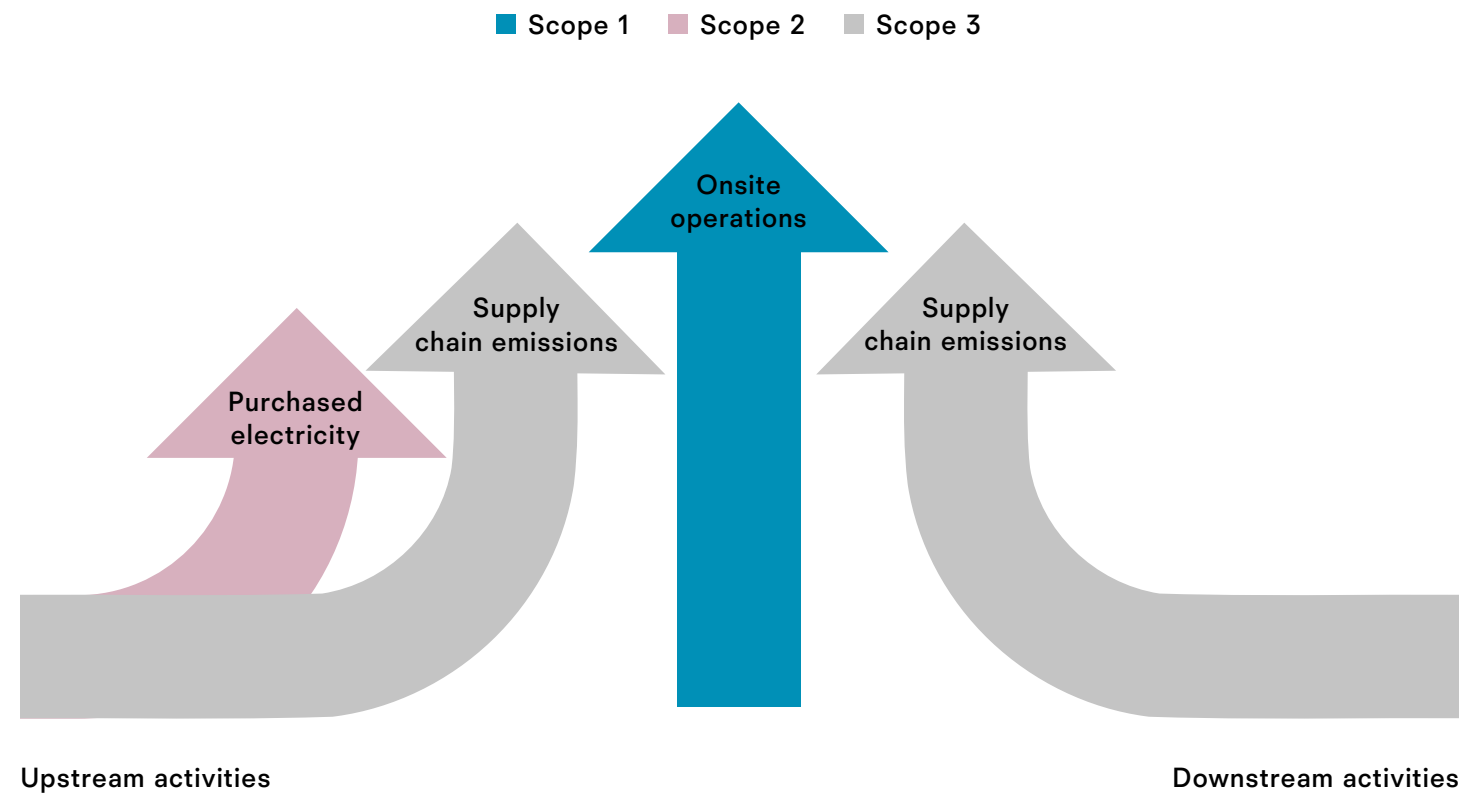 Scope 1 Scope 2 Scope 3
Onsite
operations
Supply
chain emissions
Supply
chain emissions
Purchased
electricity
Upstream activities
Downstream activities